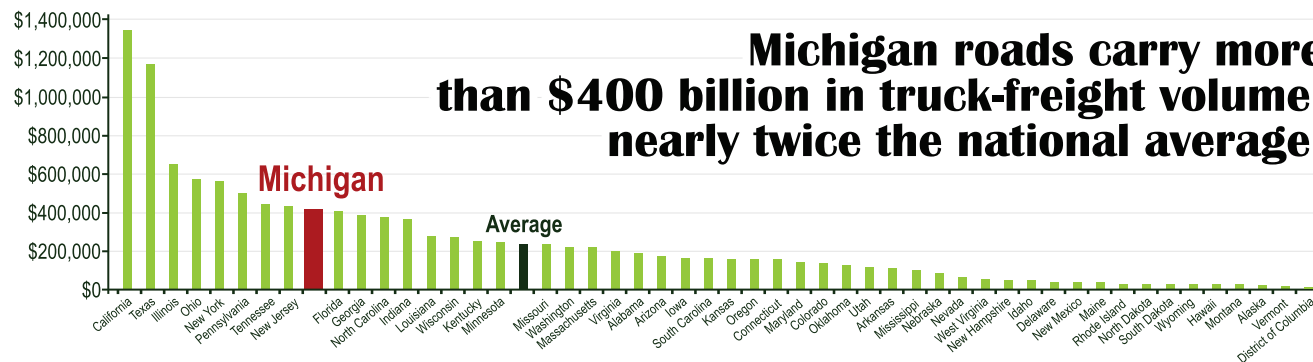 Michigan roads carry more
than $400 billion in truck-freight volume
nearly twice the national average
$1,400,000
$1,200,000
$1,000,000
$800,000
$600,000
$400,000
$200,000
$0
Michigan
Average
California
Texas
Illinois
Ohio
New York
Pennsylvania
Tennessee
New Jersey
Florida
Georgia
North Carolina
Indiana
Louisiana
Wisconsin
Kentucky
Minnesota
Missouri
Washington
Massachusetts
Virginia
Alabama
Arizona
Iowa
South Carolina
Kansas
Oregon
Connecticut
Maryland
Colorado
Oklahoma
Utah
Arkansas
Mississippi
Nebraska
Nevada
West Virginia
New Hampshire
Idaho
Delaware
New Mexico
Maine
Rhode Island
North Dakota
South Dakota
Wyoming
Hawaii
Montana
Alaska
Vermont
District of Columbia